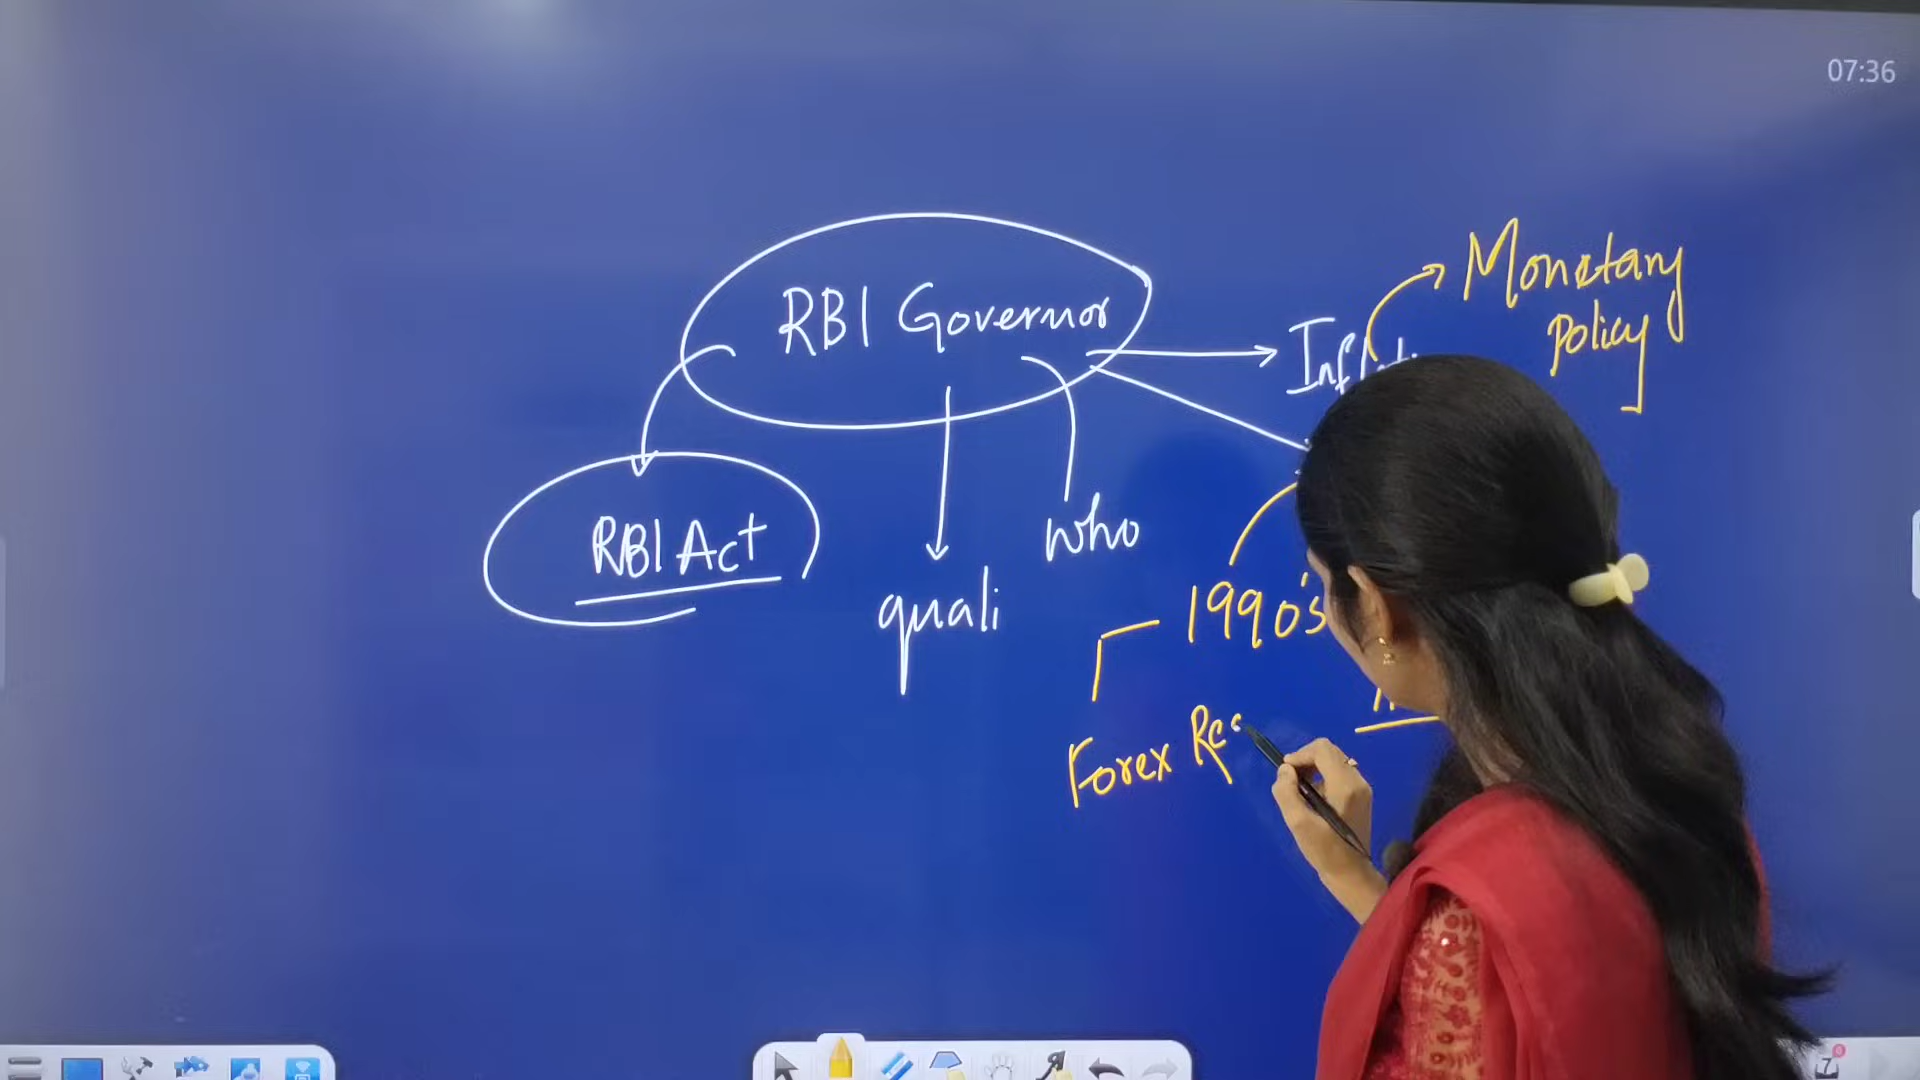 07:36
Monetary
policy
RBI Governor
RBI Act
who
quali
1990's
Forex